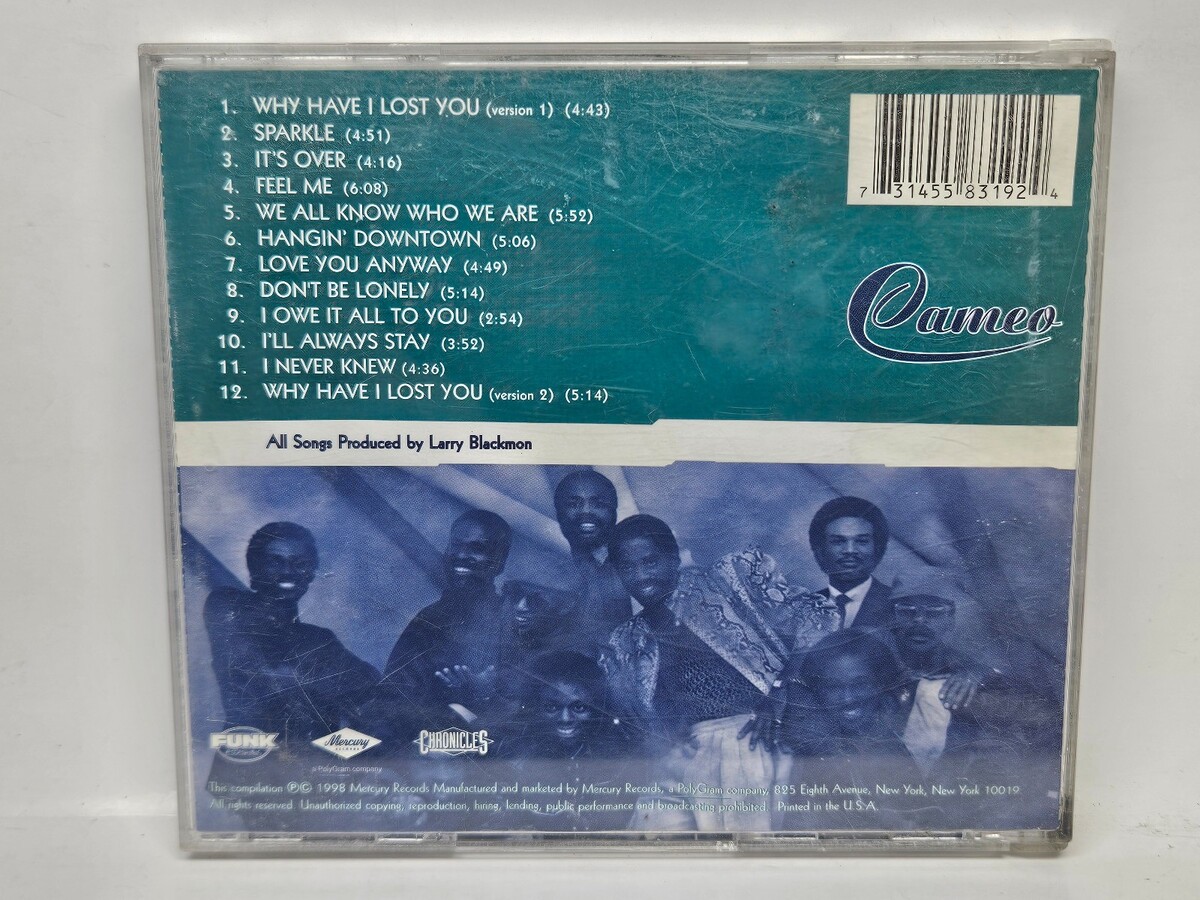 1. WHY HAVE I LOST YOU (version 1) (4:43)
2. SPARKLE (4:51)
3. IT'S OVER (4:16)
4. FEEL ME (6:08)
5. WE ALL KNOW WHO WE ARE (5:52)
6. HANGIN' DOWNTOWN (5:06)
7. LOVE YOU ANYWAY (4:49)
8. DON'T BE LONELY (5:14)
9. I OWE IT ALL TO YOU (2:54)
10. I'LL ALWAYS STAY (3:52)
11. I NEVER KNEW (4:36)
12. WHY HAVE I LOST YOU (version 2) (5:14)
7 31455 83192 4
Cameo
All Songs Produced by Larry Blackmon
FUNK
Mercury
RECORDS
a PolyGram company
CHRONICLES
This compilation ℗© 1998 Mercury Records Manufactured and marketed by Mercury Records, a PolyGram company, 825 Eighth Avenue, New York, New York 10019
All rights reserved. Unauthorized copying, reproduction, hiring, lending, public performance and broadcasting prohibited. Printed in the U.S.A.